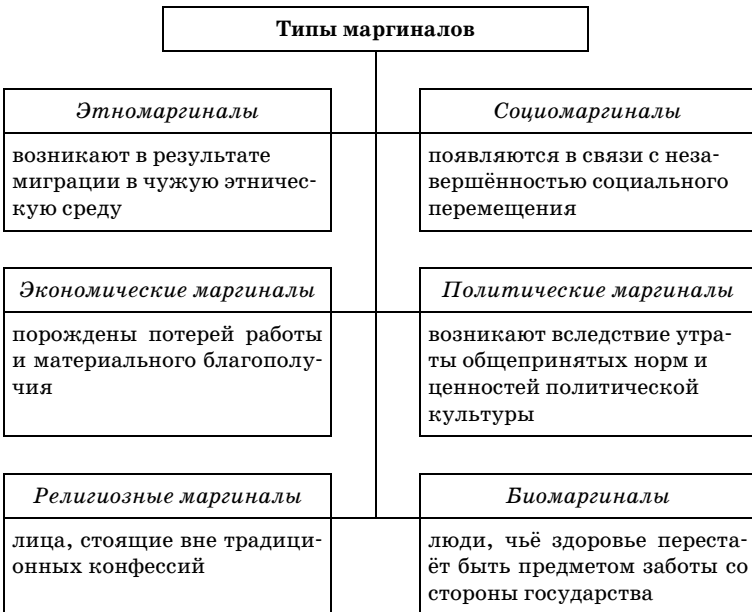 Типы маргиналов
Этномаргиналы
возникают в результате
миграции в чужую этничес-
кую среду
Социомаргиналы
появляются в связи с неза-
вершённостью социального
перемещения
Экономические маргиналы
порождены потерей работы
и материального благополу-
чия
Политические маргиналы
возникают вследствие утра-
ты общепринятых норм и
ценностей политической
культуры
Религиозные маргиналы
лица, стоящие вне традици-
онных конфессий
Биомаргиналы
люди, чьё здоровье переста-
ёт быть предметом заботы со
стороны государства